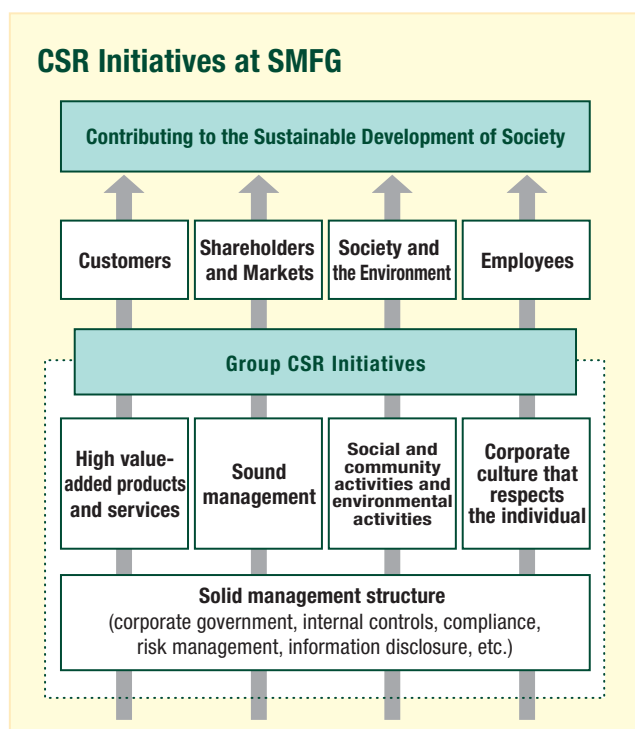 CSR Initiatives at SMFG
Contributing to the Sustainable Development of Society
Customers
Shareholders
and Markets
Society and
the Environment
Employees
Group CSR Initiatives
High value-
added products
and services
Sound
management
Social and
community
activities and
environmental
activities
Corporate
culture that
respects
the individual
Solid management structure
(corporate government, internal controls, compliance,
risk management, information disclosure, etc.)